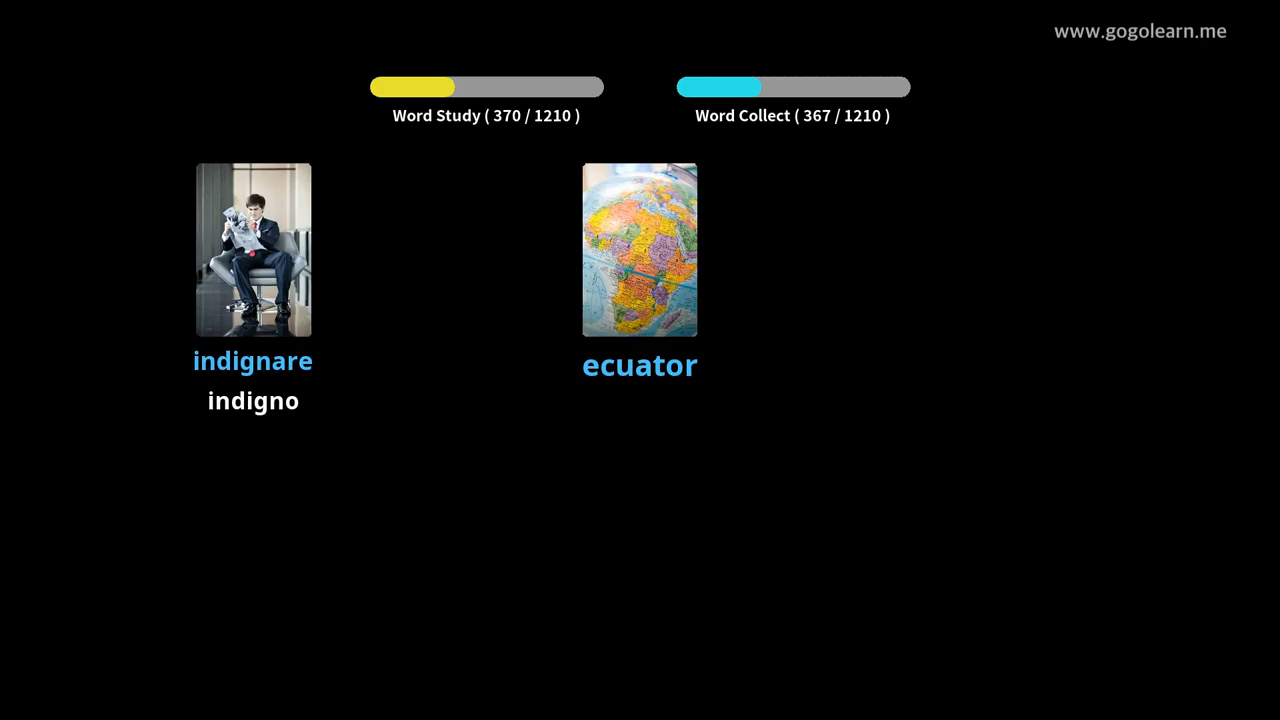 www.gogolearn.me
Word Study ( 370 / 1210 )
Word Collect ( 367 / 1210 )
indignare
indigno
ecuator